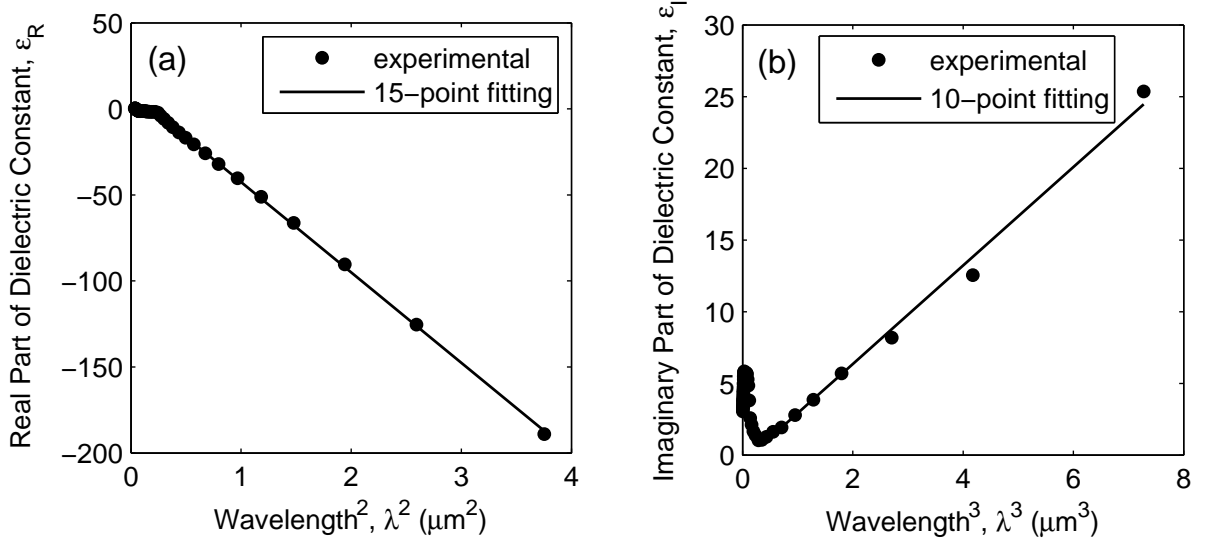 (a)
experimental
15−point fitting
50
0
−50
−100
−150
−200
0 1 2 3 4
Real Part of Dielectric Constant, εR
Wavelength², λ² (μm²)
(b)
experimental
10−point fitting
30
25
20
15
10
5
0
0 2 4 6 8
Imaginary Part of Dielectric Constant, εI
Wavelength³, λ³ (μm³)